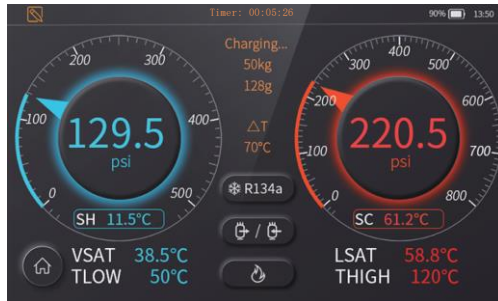 Timer: 00:05:26
90%
13:50
Charging...
50kg
128g
△T
70°C
0
100
200
300
400
500
129.5
psi
SH 11.5°C
VSAT 38.5°C
TLOW 50°C
R134a
/
0
100
200
300
400
500
600
700
800
220.5
psi
SC 61.2°C
LSAT 58.8°C
THIGH 120°C